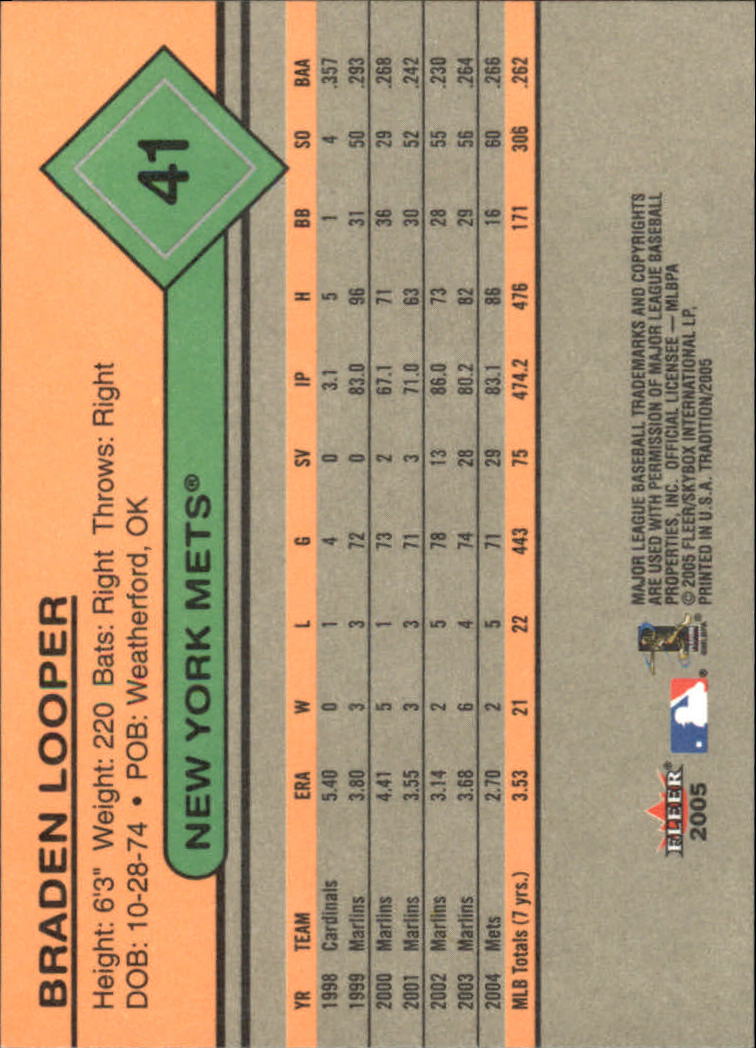 BRADEN LOOPER
Height: 6'3" Weight: 220 Bats: Right Throws: Right
DOB: 10-28-74 • POB: Weatherford, OK
41
NEW YORK METS®
YR TEAM ERA W L G SV IP H BB SO BAA
1998 Cardinals 5.40 0 1 4 0 3.1 5 1 4 .357
1999 Marlins 3.80 3 3 72 0 83.0 96 31 50 .293
2000 Marlins 4.41 5 1 73 2 67.1 71 36 29 .268
2001 Marlins 3.55 3 3 71 3 71.0 63 30 52 .242
2002 Marlins 3.14 2 5 78 13 86.0 73 28 55 .230
2003 Marlins 3.68 6 4 74 28 80.2 82 29 56 .264
2004 Mets 2.70 2 5 71 29 83.1 86 16 60 .266
MLB Totals (7 yrs.) 3.53 21 22 443 75 474.2 476 171 306 .262
FLEER®
2005
MAJOR LEAGUE BASEBALL TRADEMARKS AND COPYRIGHTS
ARE USED WITH PERMISSION OF MAJOR LEAGUE BASEBALL
PROPERTIES, INC. OFFICIAL LICENSEE — MLBPA
© 2005 FLEER/SKYBOX INTERNATIONAL LP,
PRINTED IN U.S.A. TRADITION/2005